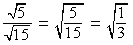 √5/√15 = √(5/15) = √(1/3)